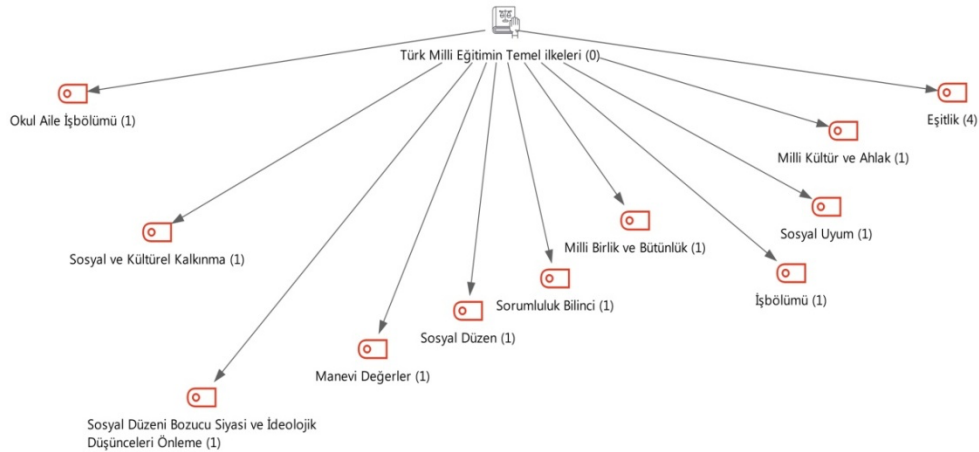 Türk Milli Eğitimin Temel ilkeleri (0)
Okul Aile İşbölümü (1)
Eşitlik (4)
Milli Kültür ve Ahlak (1)
Sosyal Uyum (1)
Milli Birlik ve Bütünlük (1)
Sosyal ve Kültürel Kalkınma (1)
İşbölümü (1)
Sorumluluk Bilinci (1)
Sosyal Düzen (1)
Manevi Değerler (1)
Sosyal Düzeni Bozucu Siyasi ve İdeolojik
Düşünceleri Önleme (1)